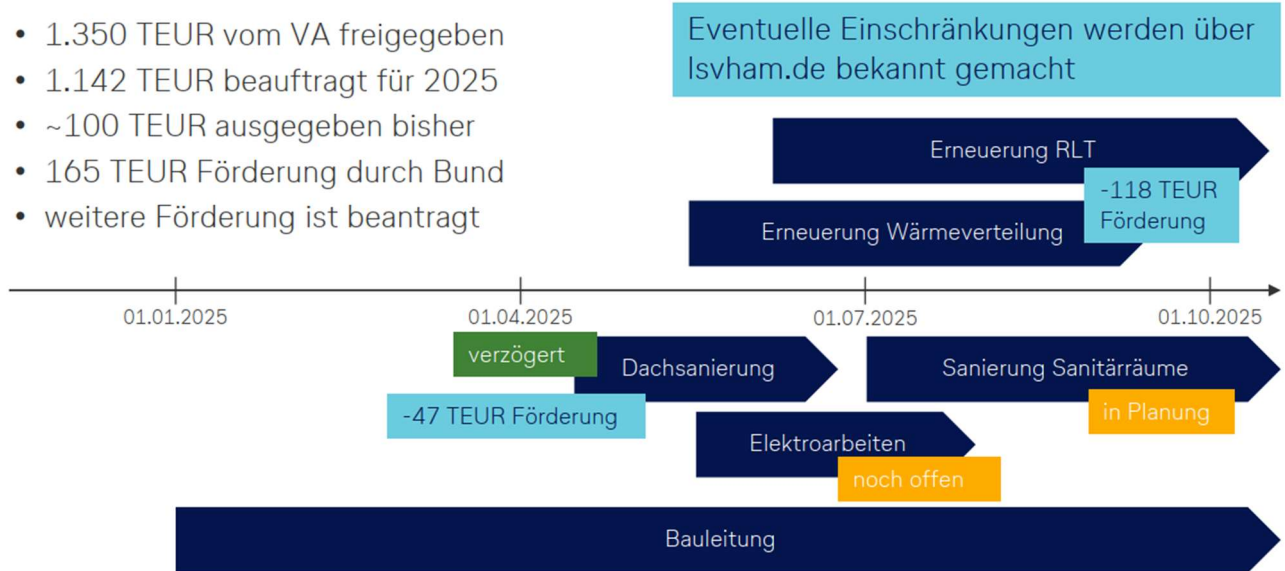 • 1.350 TEUR vom VA freigegeben
• 1.142 TEUR beauftragt für 2025
• ~100 TEUR ausgegeben bisher
• 165 TEUR Förderung durch Bund
• weitere Förderung ist beantragt
Eventuelle Einschränkungen werden über
lsvham.de bekannt gemacht
Erneuerung RLT
-118 TEUR
Förderung
Erneuerung Wärmeverteilung
01.01.2025
01.04.2025
01.07.2025
01.10.2025
verzögert
Dachsanierung
Sanierung Sanitärräume
-47 TEUR Förderung
in Planung
Elektroarbeiten
noch offen
Bauleitung